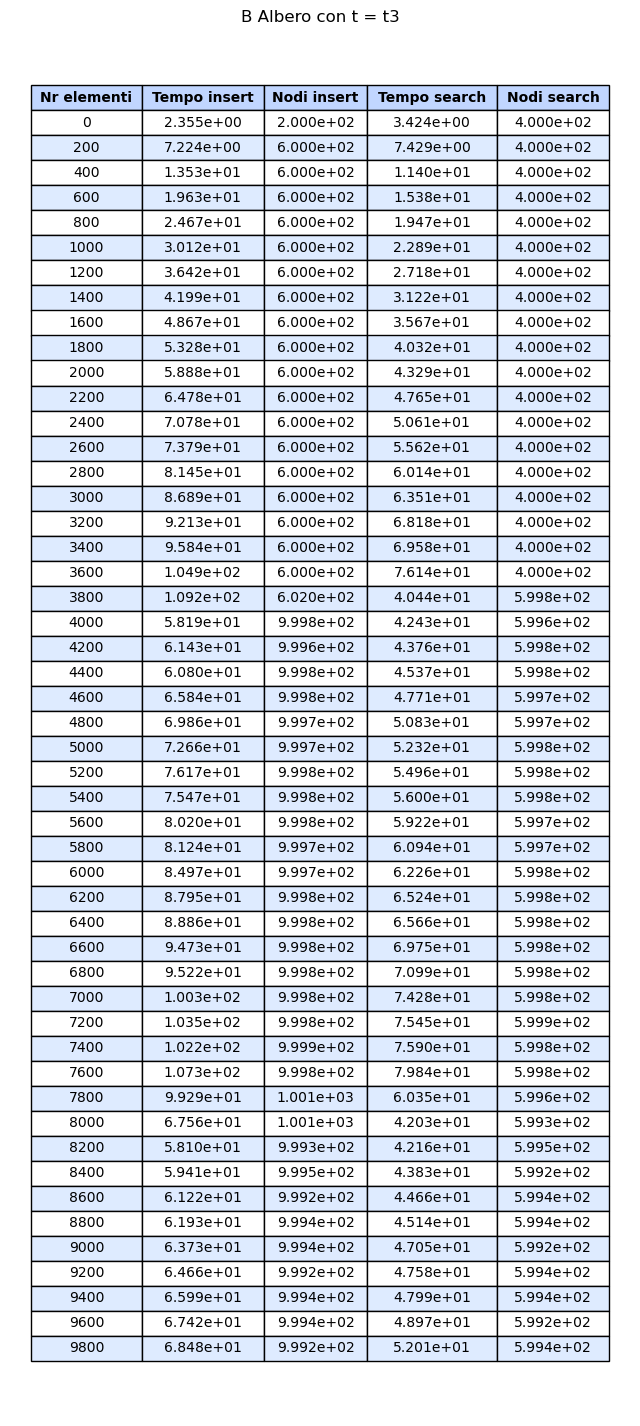 B Albero con t = t3
Nr elementi Tempo insert Nodi insert Tempo search Nodi search
0 2.355e+00 2.000e+02 3.424e+00 4.000e+02
200 7.224e+00 6.000e+02 7.429e+00 4.000e+02
400 1.353e+01 6.000e+02 1.140e+01 4.000e+02
600 1.963e+01 6.000e+02 1.538e+01 4.000e+02
800 2.467e+01 6.000e+02 1.947e+01 4.000e+02
1000 3.012e+01 6.000e+02 2.289e+01 4.000e+02
1200 3.642e+01 6.000e+02 2.718e+01 4.000e+02
1400 4.199e+01 6.000e+02 3.122e+01 4.000e+02
1600 4.867e+01 6.000e+02 3.567e+01 4.000e+02
1800 5.328e+01 6.000e+02 4.032e+01 4.000e+02
2000 5.888e+01 6.000e+02 4.329e+01 4.000e+02
2200 6.478e+01 6.000e+02 4.765e+01 4.000e+02
2400 7.078e+01 6.000e+02 5.061e+01 4.000e+02
2600 7.379e+01 6.000e+02 5.562e+01 4.000e+02
2800 8.145e+01 6.000e+02 6.014e+01 4.000e+02
3000 8.689e+01 6.000e+02 6.351e+01 4.000e+02
3200 9.213e+01 6.000e+02 6.818e+01 4.000e+02
3400 9.584e+01 6.000e+02 6.958e+01 4.000e+02
3600 1.049e+02 6.000e+02 7.614e+01 4.000e+02
3800 1.092e+02 6.020e+02 4.044e+01 5.998e+02
4000 5.819e+01 9.998e+02 4.243e+01 5.996e+02
4200 6.143e+01 9.996e+02 4.376e+01 5.998e+02
4400 6.080e+01 9.998e+02 4.537e+01 5.998e+02
4600 6.584e+01 9.998e+02 4.771e+01 5.997e+02
4800 6.986e+01 9.997e+02 5.083e+01 5.997e+02
5000 7.266e+01 9.997e+02 5.232e+01 5.998e+02
5200 7.617e+01 9.998e+02 5.496e+01 5.998e+02
5400 7.547e+01 9.998e+02 5.600e+01 5.998e+02
5600 8.020e+01 9.998e+02 5.922e+01 5.997e+02
5800 8.124e+01 9.997e+02 6.094e+01 5.997e+02
6000 8.497e+01 9.997e+02 6.226e+01 5.998e+02
6200 8.795e+01 9.998e+02 6.524e+01 5.998e+02
6400 8.886e+01 9.998e+02 6.566e+01 5.998e+02
6600 9.473e+01 9.998e+02 6.975e+01 5.998e+02
6800 9.522e+01 9.998e+02 7.099e+01 5.998e+02
7000 1.003e+02 9.998e+02 7.428e+01 5.998e+02
7200 1.035e+02 9.998e+02 7.545e+01 5.999e+02
7400 1.022e+02 9.999e+02 7.590e+01 5.998e+02
7600 1.073e+02 9.998e+02 7.984e+01 5.998e+02
7800 9.929e+01 1.001e+03 6.035e+01 5.996e+02
8000 6.756e+01 1.001e+03 4.203e+01 5.993e+02
8200 5.810e+01 9.993e+02 4.216e+01 5.995e+02
8400 5.941e+01 9.995e+02 4.383e+01 5.992e+02
8600 6.122e+01 9.992e+02 4.466e+01 5.994e+02
8800 6.193e+01 9.994e+02 4.514e+01 5.994e+02
9000 6.373e+01 9.994e+02 4.705e+01 5.992e+02
9200 6.466e+01 9.992e+02 4.758e+01 5.994e+02
9400 6.599e+01 9.994e+02 4.799e+01 5.994e+02
9600 6.742e+01 9.994e+02 4.897e+01 5.992e+02
9800 6.848e+01 9.992e+02 5.201e+01 5.994e+02